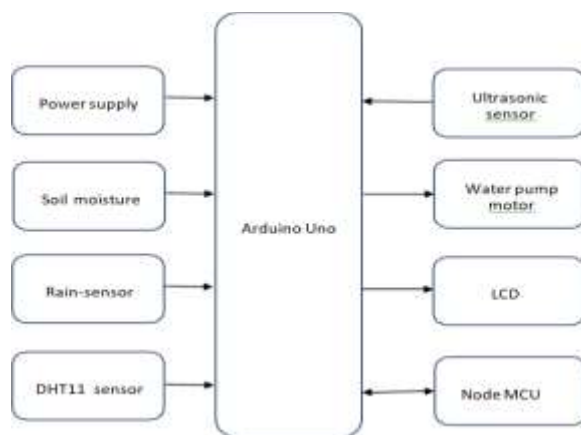 Power supply
Soil moisture
Rain-sensor
DHT11 sensor
Arduino Uno
Ultrasonic
sensor
Water pump
motor
LCD
Node MCU